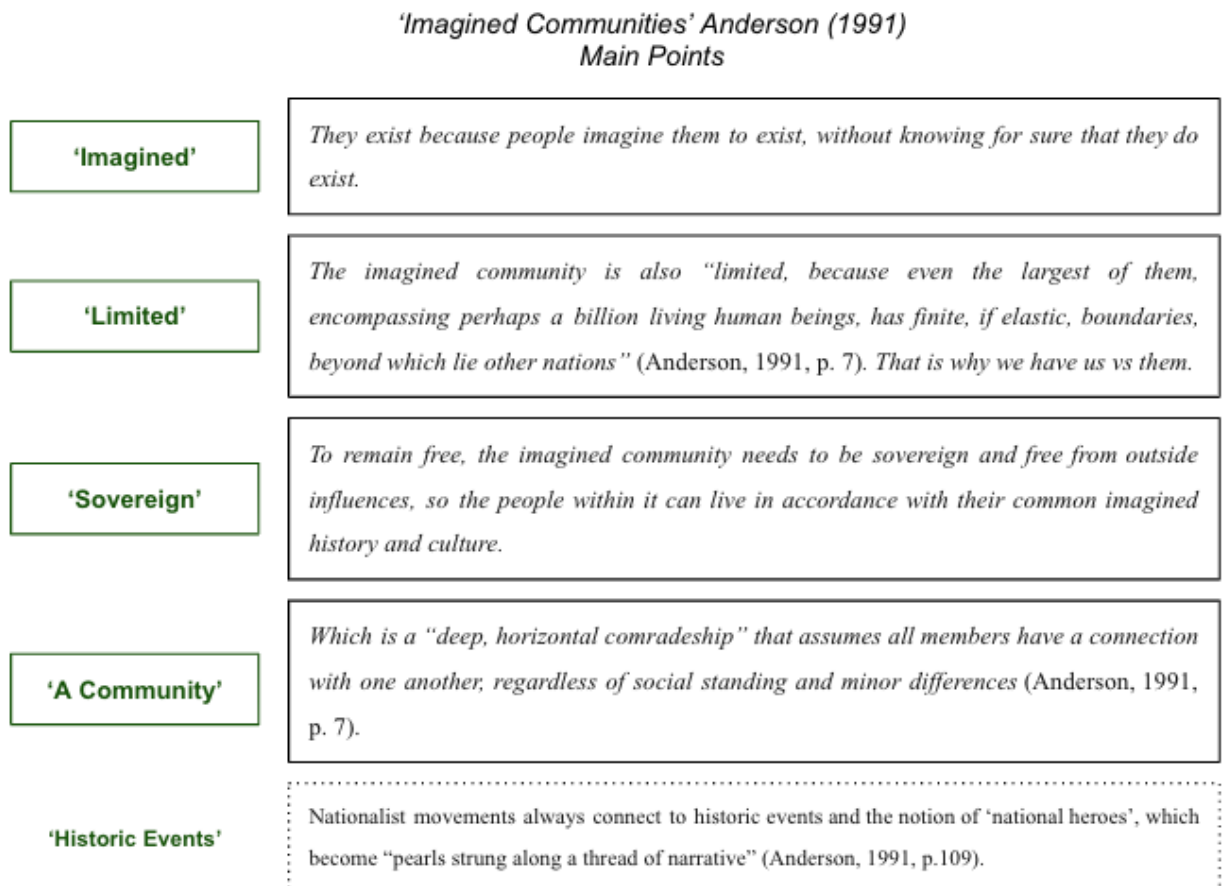 ‘Imagined Communities’ Anderson (1991)
Main Points
‘Imagined’
They exist because people imagine them to exist, without knowing for sure that they do
exist.
‘Limited’
The imagined community is also “limited, because even the largest of them,
encompassing perhaps a billion living human beings, has finite, if elastic, boundaries,
beyond which lie other nations” (Anderson, 1991, p. 7). That is why we have us vs them.
‘Sovereign’
To remain free, the imagined community needs to be sovereign and free from outside
influences, so the people within it can live in accordance with their common imagined
history and culture.
‘A Community’
Which is a “deep, horizontal comradeship” that assumes all members have a connection
with one another, regardless of social standing and minor differences (Anderson, 1991,
p. 7).
‘Historic Events’
Nationalist movements always connect to historic events and the notion of ‘national heroes’, which
become “pearls strung along a thread of narrative” (Anderson, 1991, p.109).